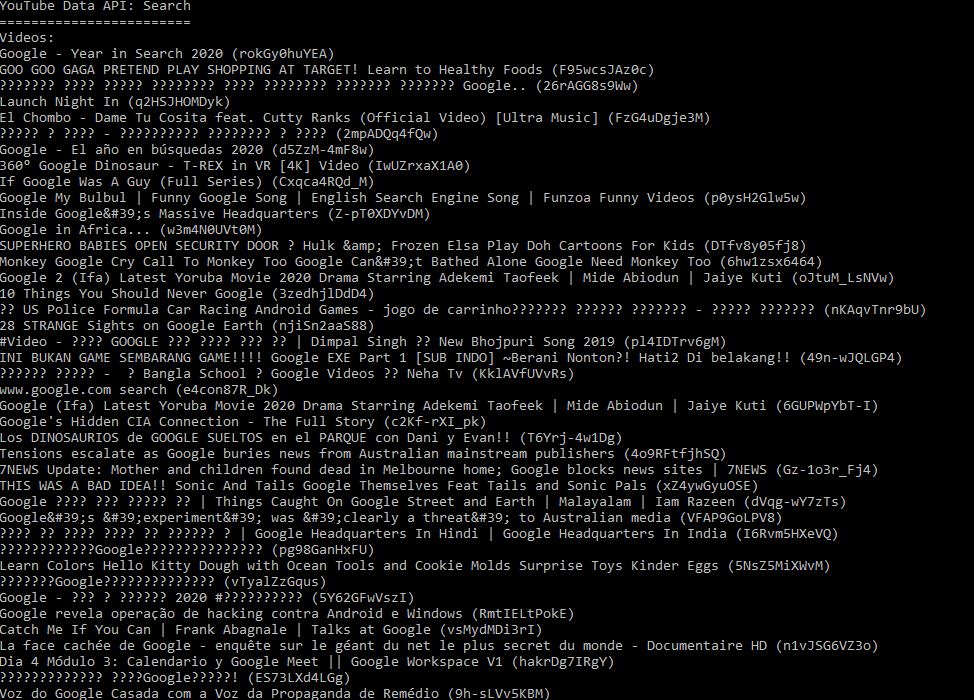 YouTube Data API: Search
========================
Videos:
Google - Year in Search 2020 (rokGy0huYEA)
GOO GOO GAGA PRETEND PLAY SHOPPING AT TARGET! Learn to Healthy Foods (F95wcsJAz0c)
??????? ???? ????? ???????? ???? ???????? ??????? ??????? Google.. (26rAGG8s9Ww)
Launch Night In (q2HSJHOMDyk)
El Chombo - Dame Tu Cosita feat. Cutty Ranks (Official Video) [Ultra Music] (FzG4uDgje3M)
????? ? ???? - ?????????? ???????? ? ???? (2mpADQq4fQw)
Google - El año en búsquedas 2020 (d5ZzM-4mF8w)
360º Google Dinosaur - T-REX in VR [4K] Video (IwUZrxaX1A0)
If Google Was A Guy (Full Series) (Cxqca4RQd_M)
Google My Bulbul | Funny Google Song | English Search Engine Song | Funzoa Funny Videos (p0ysH2Glw5w)
Inside Google&#39;s Massive Headquarters (Z-pT0XDYvDM)
Google in Africa... (w3m4N0UVt0M)
SUPERHERO BABIES OPEN SECURITY DOOR ? Hulk &amp; Frozen Elsa Play Doh Cartoons For Kids (DTfv8y05fj8)
Monkey Google Cry Call To Monkey Too Google Can&#39;t Bathed Alone Google Need Monkey Too (6hw1zsx6464)
Google 2 (Ifa) Latest Yoruba Movie 2020 Drama Starring Adekemi Taofeek | Mide Abiodun | Jaiye Kuti (oJtuM_LsNVw)
10 Things You Should Never Google (3zedhjlDdD4)
?? US Police Formula Car Racing Android Games - jogo de carrinho??????? ?????? ??????? - ????? ??????? (nKAqvTnr9bU)
28 STRANGE Sights on Google Earth (njiSn2aaS88)
#Video - ???? GOOGLE ??? ???? ??? ?? | Dimpal Singh ?? New Bhojpuri Song 2019 (pl4IDTrv6gM)
INI BUKAN GAME SEMBARANG GAME!!!! Google EXE Part 1 [SUB INDO] ~Berani Nonton?! Hati2 Di belakang!! (49n-wJQLGP4)
?????? ????? -  ? Bangla School ? Google Videos ?? Neha Tv (KklAVfUVvRs)
www.google.com search (e4con87R_Dk)
Google (Ifa) Latest Yoruba Movie 2020 Drama Starring Adekemi Taofeek | Mide Abiodun | Jaiye Kuti (6GUPWpYbT-I)
Google's Hidden CIA Connection - The Full Story (c2Kf-rXI_pk)
Los DINOSAURIOS de GOOGLE SUELTOS en el PARQUE con Dani y Evan!! (T6Yrj-4w1Dg)
Tensions escalate as Google buries news from Australian mainstream publishers (4o9RFtfjhSQ)
7NEWS Update: Mother and children found dead in Melbourne home; Google blocks news sites | 7NEWS (Gz-1o3r_Fj4)
THIS WAS A BAD IDEA!! Sonic And Tails Google Themselves Feat Tails and Sonic Pals (xZ4ywGyuOSE)
Google ???? ??? ????? ?? | Things Caught On Google Street and Earth | Malayalam | Iam Razeen (dVqg-wY7zTs)
Google&#39;s &#39;experiment&#39; was &#39;clearly a threat&#39; to Australian media (VFAP9GoLPV8)
???? ?? ???? ???? ?? ?????? ? | Google Headquarters In Hindi | Google Headquarters In India (I6Rvm5HXeVQ)
????????????Google??????????????? (pg98GanHxFU)
Learn Colors Hello Kitty Dough with Ocean Tools and Cookie Molds Surprise Toys Kinder Eggs (5NsZ5MiXWvM)
???????Google?????????????? (vTyalZzGqus)
Google - ??? ? ?????? 2020 #?????????? (5Y62GFwVszI)
Google revela operação de hacking contra Android e Windows (RmtIELtPokE)
Catch Me If You Can | Frank Abagnale | Talks at Google (vsMydMDi3rI)
La face cachée de Google - enquête sur le géant du net le plus secret du monde - Documentaire HD (n1vJSG6VZ3o)
Dia 4 Módulo 3: Calendario y Google Meet || Google Workspace V1 (hakrDg7IRgY)
????????????? ????Google?????! (ES73LXd4LGg)
Voz do Google Casada com a Voz da Propaganda de Remédio (9h-sLVv5KBM)